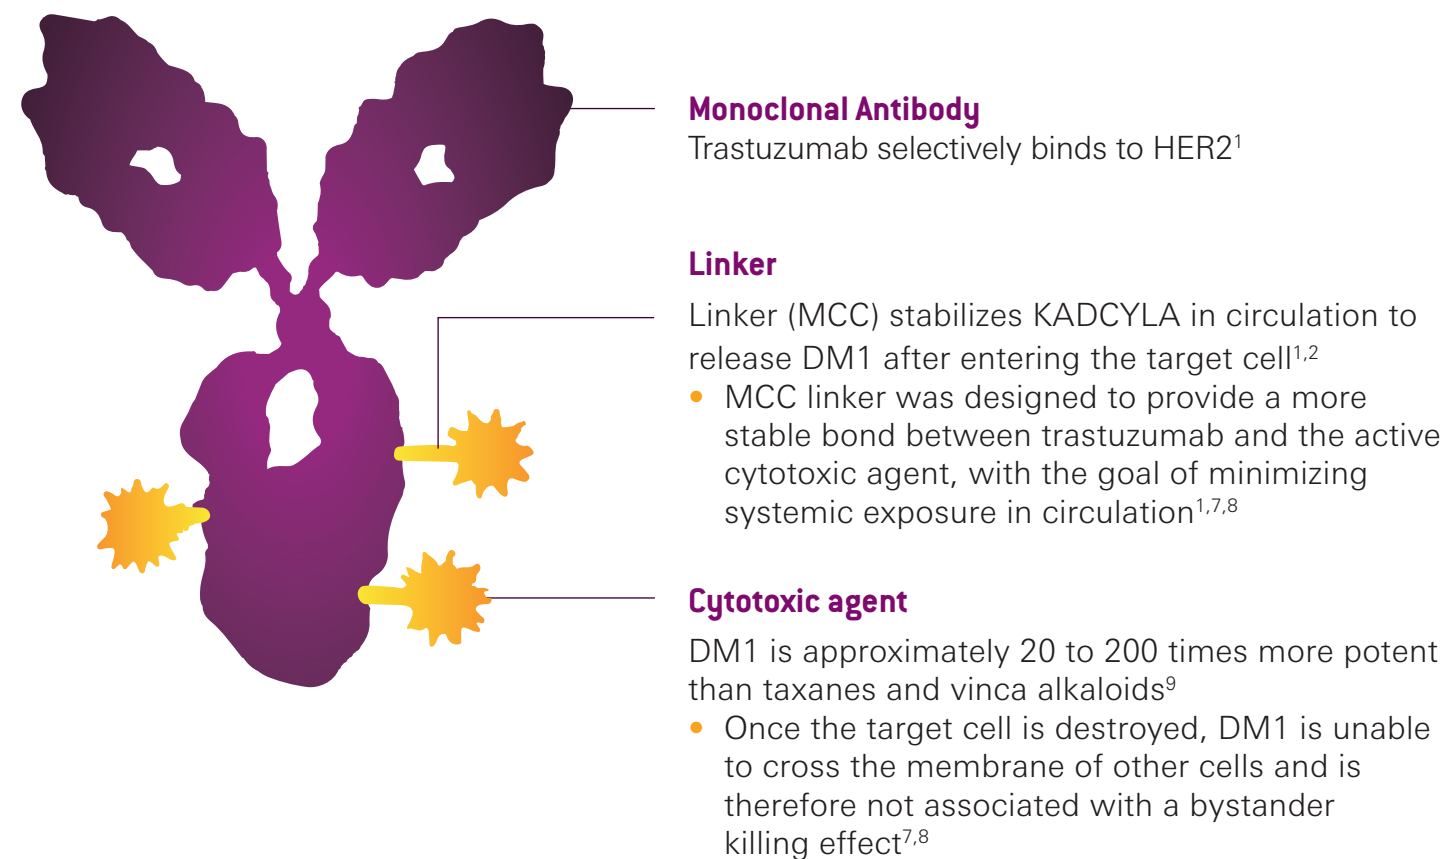 Monoclonal Antibody
Trastuzumab selectively binds to HER2¹
Linker
Linker (MCC) stabilizes KADCYLA in circulation to
release DM1 after entering the target cell¹,²
• MCC linker was designed to provide a more
stable bond between trastuzumab and the active
cytotoxic agent, with the goal of minimizing
systemic exposure in circulation¹,⁷,⁸
Cytotoxic agent
DM1 is approximately 20 to 200 times more potent
than taxanes and vinca alkaloids⁹
• Once the target cell is destroyed, DM1 is unable
to cross the membrane of other cells and is
therefore not associated with a bystander
killing effect⁷,⁸